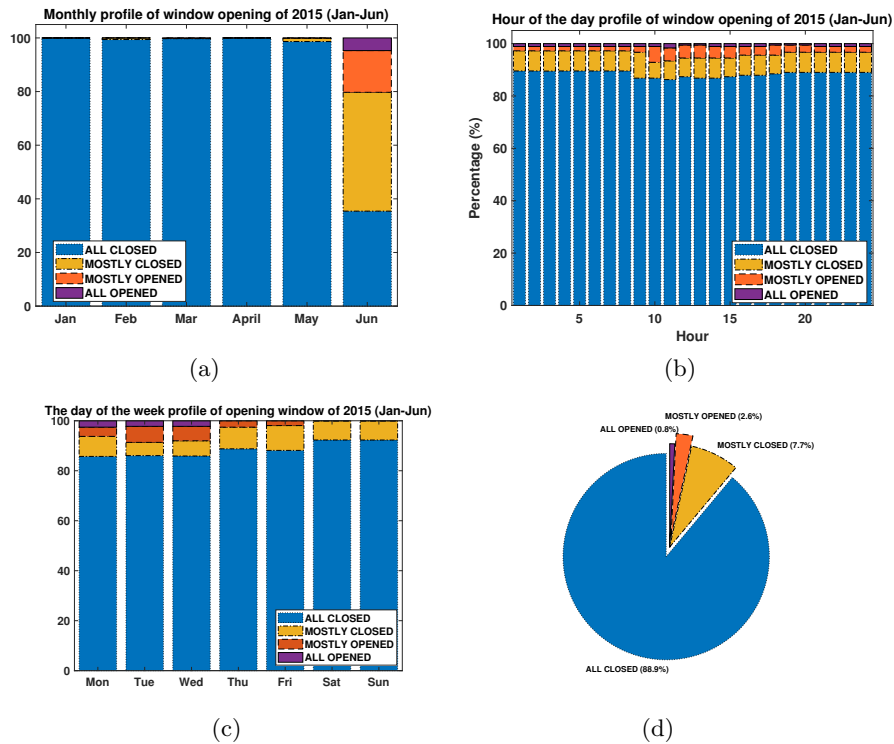 Monthly profile of window opening of 2015 (Jan-Jun)
100
80
60
40
20
0
ALL CLOSED
MOSTLY CLOSED
MOSTLY OPENED
ALL OPENED
Jan Feb Mar April May Jun
(a)
Hour of the day profile of window opening of 2015 (Jan-Jun)
Percentage (%)
100
80
60
40
20
0
ALL CLOSED
MOSTLY CLOSED
MOSTLY OPENED
ALL OPENED
5 10 15 20
Hour
(b)
The day of the week profile of opening window of 2015 (Jan-Jun)
100
80
60
40
20
0
ALL CLOSED
MOSTLY CLOSED
MOSTLY OPENED
ALL OPENED
Mon Tue Wed Thu Fri Sat Sun
(c)
MOSTLY OPENED (2.6%)
ALL OPENED (0.8%)
MOSTLY CLOSED (7.7%)
ALL CLOSED (88.9%)
(d)